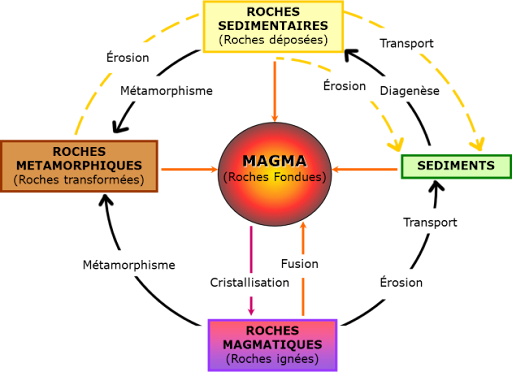 ROCHES
SEDIMENTAIRES
(Roches déposées)
Transport
Érosion
Métamorphisme
Érosion
Diagenèse
ROCHES
METAMORPHIQUES
(Roches transformées)
MAGMA
(Roches Fondues)
SEDIMENTS
Transport
Métamorphisme
Fusion
Cristallisation
Érosion
ROCHES
MAGMATIQUES
(Roches ignées)